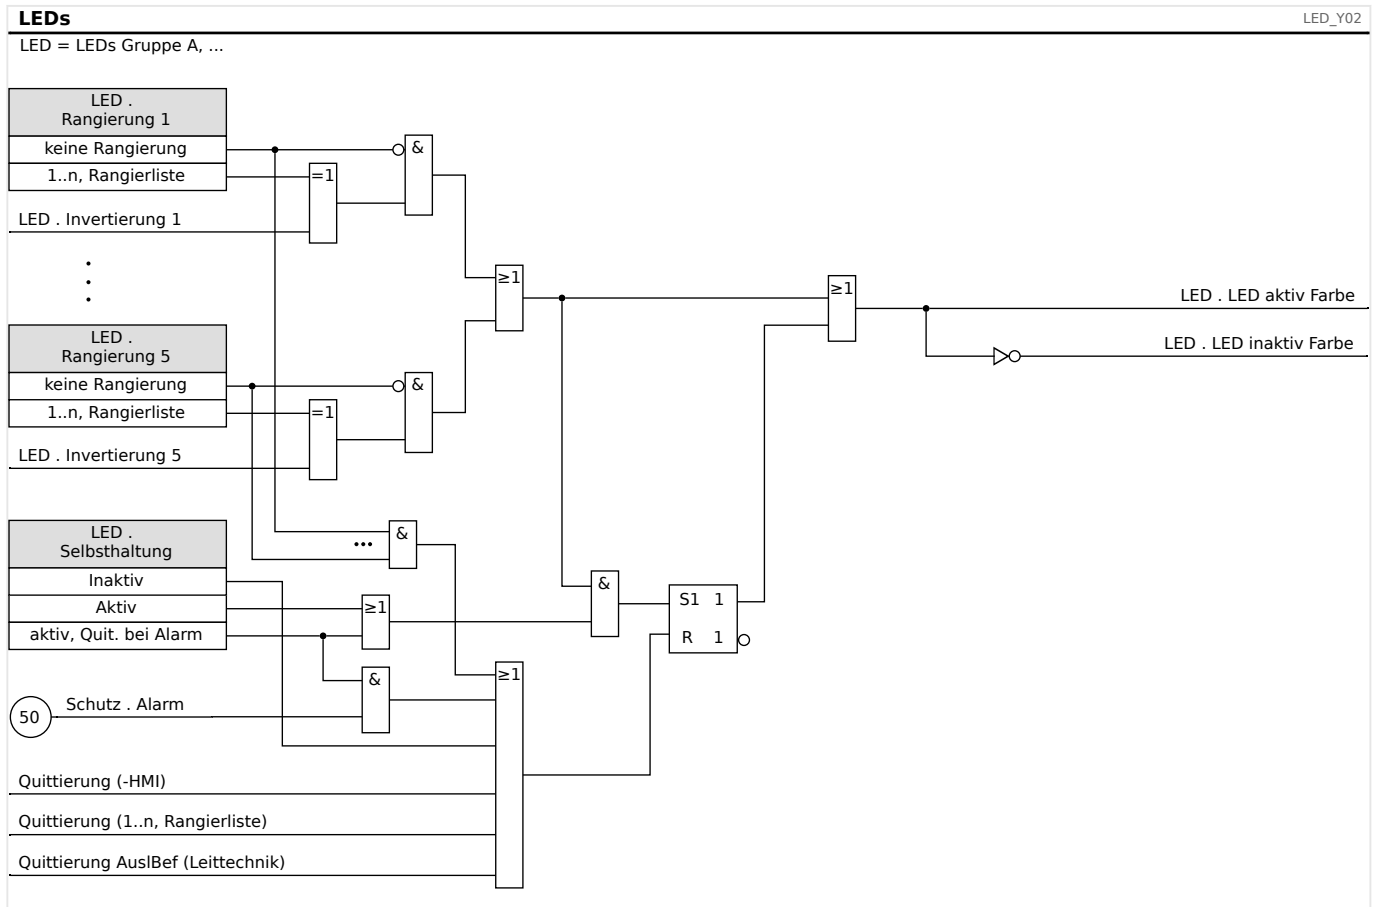 LEDs
LED_Y02
LED = LEDs Gruppe A, ...
LED .
Rangierung 1
keine Rangierung
1..n, Rangierliste
LED . Invertierung 1
=1
&
≥1
≥1
LED . LED aktiv Farbe
LED . LED inaktiv Farbe
LED .
Rangierung 5
keine Rangierung
1..n, Rangierliste
LED . Invertierung 5
=1
&
LED .
Selbsthaltung
Inaktiv
Aktiv
aktiv, Quit. bei Alarm
•••
&
≥1
&
&
S1 1
R 1
≥1
50
Schutz . Alarm
Quittierung (-HMI)
Quittierung (1..n, Rangierliste)
Quittierung AuslBef (Leittechnik)